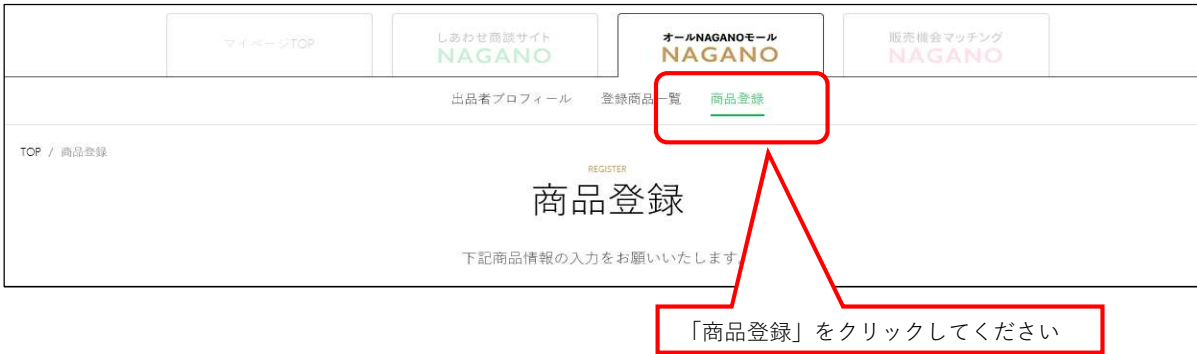 マイページTOP
しあわせ商談サイト
NAGANO
オールNAGANOモール
NAGANO
販売機会マッチング
NAGANO
出品者プロフィール 登録商品一覧 商品登録
TOP / 商品登録
REGISTER
商品登録
下記商品情報の入力をお願いいたします。
「商品登録」をクリックしてください